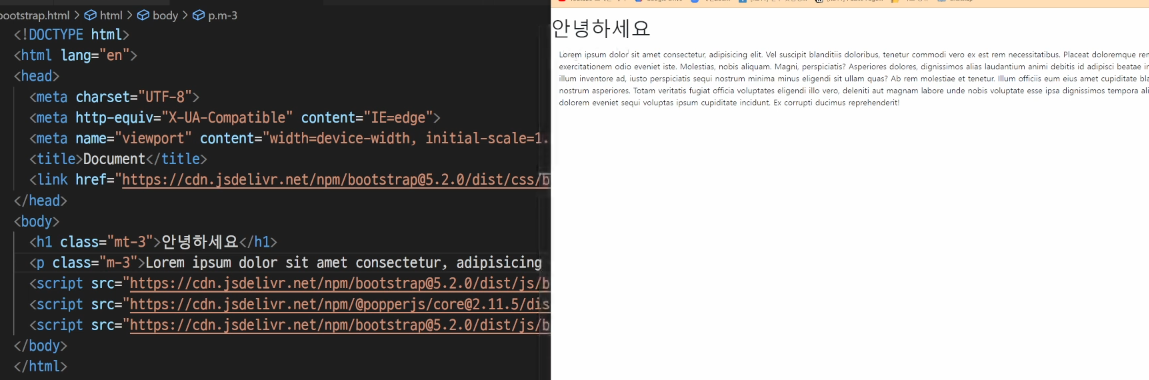 bootstrap.html > html > body > p.m-3
<!DOCTYPE html>
<html lang="en">
<head>
<meta charset="UTF-8">
<meta http-equiv="X-UA-Compatible" content="IE=edge">
<meta name="viewport" content="width=device-width, initial-scale=1.
<title>Document</title>
<link href="https://cdn.jsdelivr.net/npm/bootstrap@5.2.0/dist/css/b
</head>
<body>
<h1 class="mt-3">안녕하세요</h1>
<p class="m-3">Lorem ipsum dolor sit amet consectetur, adipisicing
<script src="https://cdn.jsdelivr.net/npm/bootstrap@5.2.0/dist/js/b
<script src="https://cdn.jsdelivr.net/npm/@popperjs/core@2.11.5/dis
<script src="https://cdn.jsdelivr.net/npm/bootstrap@5.2.0/dist/js/b
</body>
</html>
안녕하세요
Lorem ipsum dolor sit amet consectetur, adipisicing elit. Vel suscipit blanditiis doloribus, tenetur commodi vero ex est rem necessitatibus. Placeat doloremque
exercitationem odio eveniet iste. Molestias, nobis aliquam. Magni, perspiciatis? Asperiores dolores, dignissimos alias laudantium animi debitis id adipisci beatae
illum inventore ad, iusto perspiciatis sequi nostrum minima minus eligendi sit ullam quas? Ab rem molestiae et tenetur. Illum officiis eum eius amet cupiditate
nostrum asperiores. Totam veritatis fugiat officia voluptates eligendi illo vero, deleniti aut magnam labore unde nobis voluptate esse ipsa dignissimos tempora
dolorem eveniet sequi voluptas ipsum cupiditate incidunt. Ex corrupti ducimus reprehenderit!